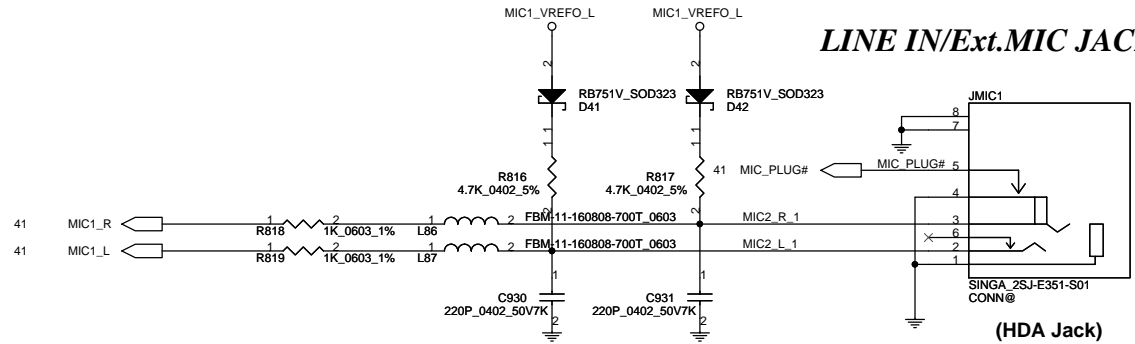 MIC1_VREFO_L MIC1_VREFO_L
LINE IN/Ext.MIC JAC
2 2
RB751V_SOD323 RB751V_SOD323
D41 D42
JMIC1
8
7
1 1
1 1
41 MIC_PLUG# MIC_PLUG# 5
R816 R817
4.7K_0402_5% 4.7K_0402_5%
4
2 2
41 MIC1_R 1 2 1 2 FBM-11-160808-700T_0603 MIC2_R_1 3
R818 1K_0603_1% L86
6
41 MIC1_L 1 2 1 2 FBM-11-160808-700T_0603 MIC2_L_1 2
R819 1K_0603_1% L87
1
1 1
SINGA_2SJ-E351-S01
CONN@
C930 C931
220P_0402_50V7K 220P_0402_50V7K
2 2
(HDA Jack)